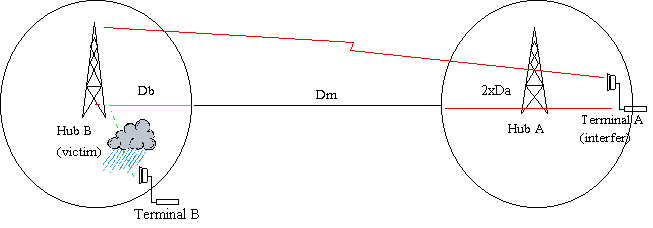 Db
Dm
2xDa
Hub B
(victim)
Hub A
Terminal A
(interfer)
Terminal B